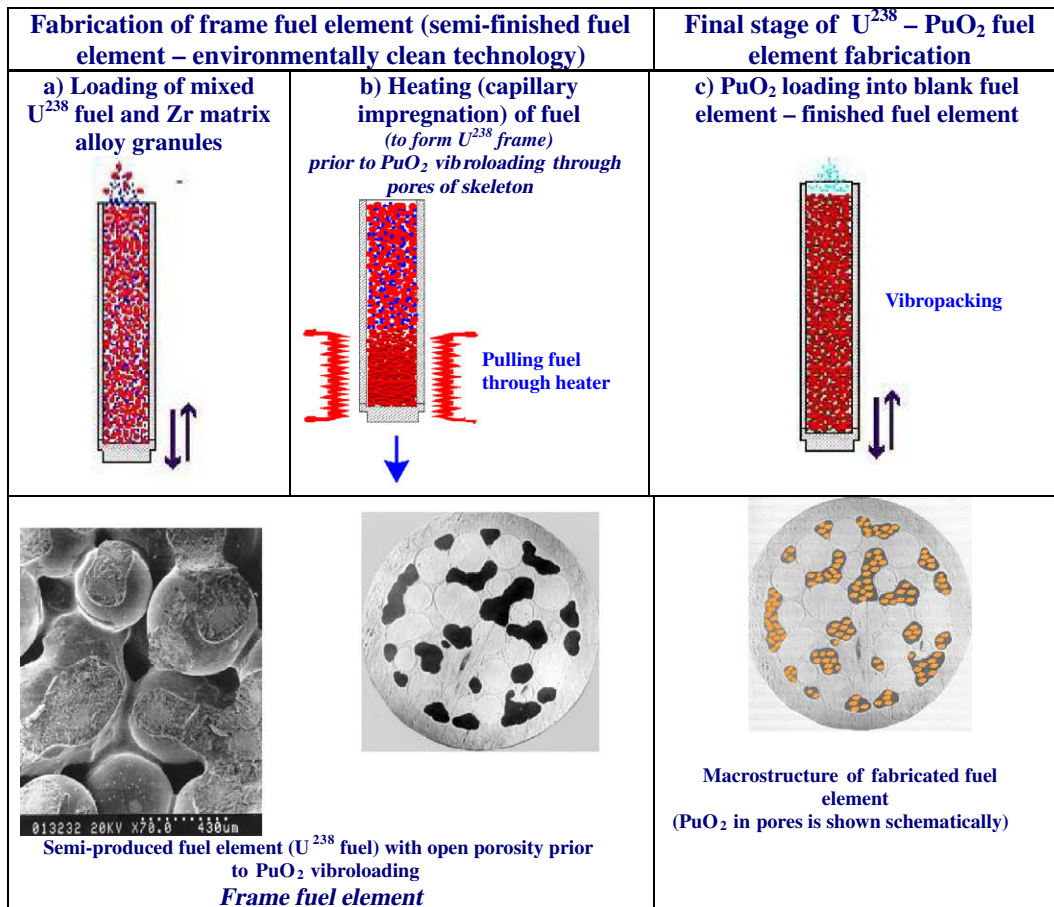 Fabrication of frame fuel element (semi-finished fuel
element – environmentally clean technology)
Final stage of U238 – PuO2 fuel
element fabrication
a) Loading of mixed
U238 fuel and Zr matrix
alloy granules
b) Heating (capillary
impregnation) of fuel
(to form U238 frame)
prior to PuO2 vibroloading through
pores of skeleton
c) PuO2 loading into blank fuel
element – finished fuel element
Pulling fuel
through heater
Vibropacking
013232 20KV X70.0 430um
Semi-produced fuel element (U238 fuel) with open porosity prior
to PuO2 vibroloading
Frame fuel element
Macrostructure of fabricated fuel
element
(PuO2 in pores is shown schematically)